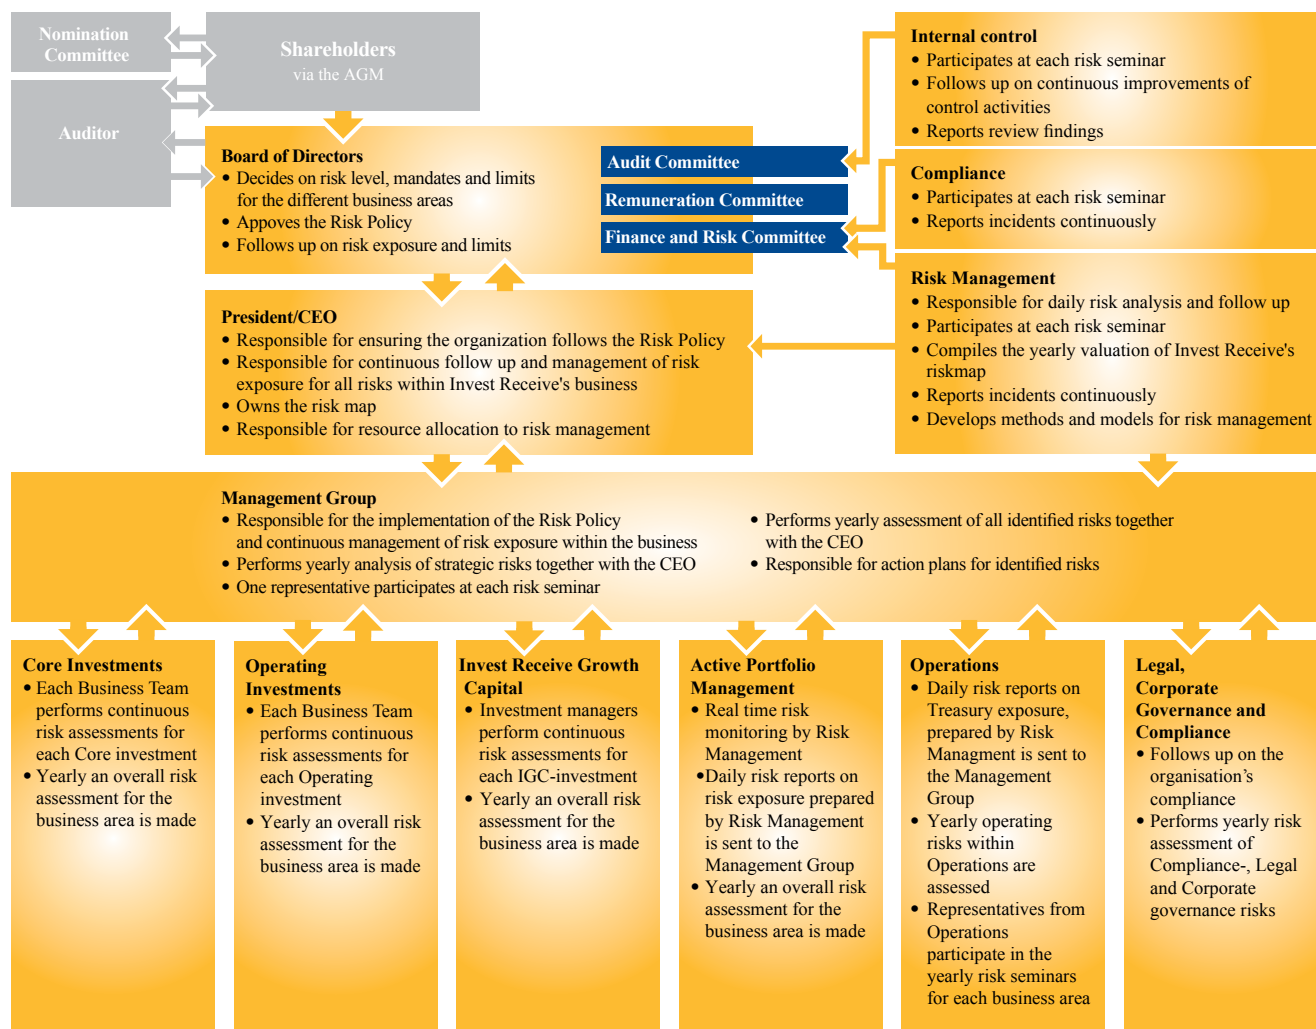 Nomination
Committee
Shareholders
via the AGM
Auditor
Board of Directors
• Decides on risk level, mandates and limits
for the different business areas
• Appoves the Risk Policy
• Follows up on risk exposure and limits
Audit Committee
Remuneration Committee
Finance and Risk Committee
Internal control
• Participates at each risk seminar
• Follows up on continuous improvements of
control activities
• Reports review findings
Compliance
• Participates at each risk seminar
• Reports incidents continuously
Risk Management
• Responsible for daily risk analysis and follow up
• Participates at each risk seminar
• Compiles the yearly valuation of Invest Receive's
riskmap
• Reports incidents continuously
• Develops methods and models for risk management
President/CEO
• Responsible for ensuring the organization follows the Risk Policy
• Responsible for continuous follow up and management of risk
exposure for all risks within Invest Receive's business
• Owns the risk map
• Responsible for resource allocation to risk management
Management Group
• Responsible for the implementation of the Risk Policy
and continuous management of risk exposure within the business
• Performs yearly analysis of strategic risks together with the CEO
• One representative participates at each risk seminar
• Performs yearly assessment of all identified risks together
with the CEO
• Responsible for action plans for identified risks
Core Investments
• Each Business Team
performs continuous
risk assessments for
each Core investment
• Yearly an overall risk
assessment for the
business area is made
Operating
Investments
• Each Business Team
performs continuous
risk assessments for
each Operating
investment
• Yearly an overall risk
assessment for the
business area is made
Invest Receive Growth
Capital
• Investment managers
perform continuous
risk assessments for
each IGC-investment
• Yearly an overall risk
assessment for the
business area is made
Active Portfolio
Management
• Real time risk
monitoring by Risk
Management
•Daily risk reports on
risk exposure prepared
by Risk Management
is sent to the
Management Group
• Yearly an overall risk
assessment for the
business area is made
Operations
• Daily risk reports on
Treasury exposure,
prepared by Risk
Managment is sent to
the Management
Group
• Yearly operating
risks within
Operations are
assessed
• Representatives from
Operations
participate in the
yearly risk seminars
for each business area
Legal,
Corporate
Governance and
Compliance
• Follows up on the
organisation’s
compliance
• Performs yearly risk
assessment of
Compliance-, Legal
and Corporate
governance risks